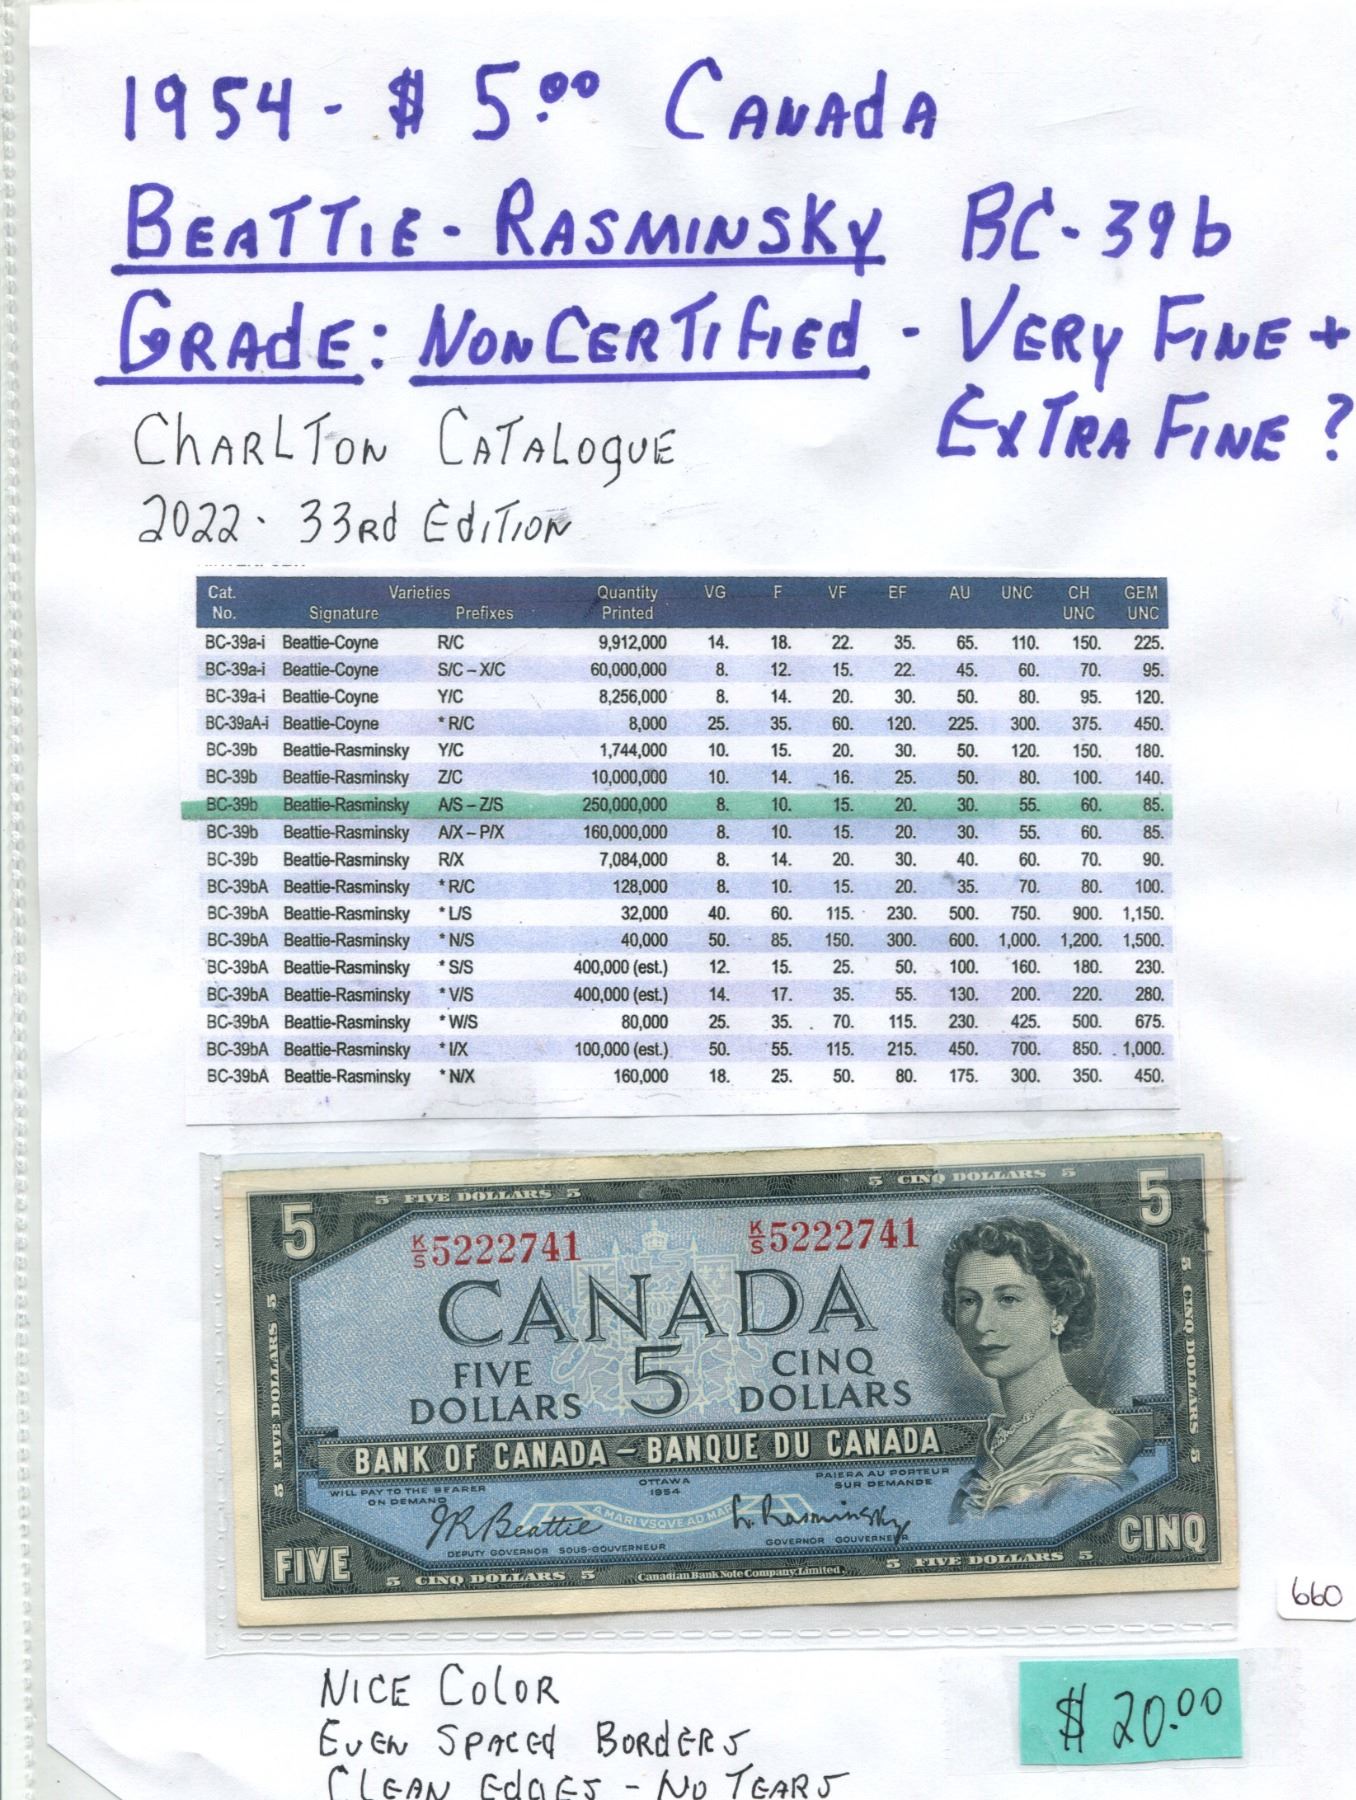 1954 - $ 5.00 CANADA
BEATTIE - RASMINSKY BC-39b
GRADE: NONCERTIFIED - VERY FINE +
EXTRA FINE ?
CHARLTON CATALOGUE
2022. 33RD EDITION
Cat. Varieties Quantity VG F VF EF AU UNC CH GEM
No. Signature Prefixes Printed UNC UNC
BC-39a-i Beattie-Coyne R/C 9,912,000 14. 18. 22. 35. 65. 110. 150. 225.
BC-39a-i Beattie-Coyne S/C – X/C 60,000,000 8. 12. 15. 22. 45. 60. 70. 95.
BC-39a-i Beattie-Coyne Y/C 8,256,000 8. 14. 20. 30. 50. 80. 95. 120.
BC-39aA-i Beattie-Coyne * R/C 8,000 25. 35. 60. 120. 225. 300. 375. 450.
BC-39b Beattie-Rasminsky Y/C 1,744,000 10. 15. 20. 30. 50. 120. 150. 180.
BC-39b Beattie-Rasminsky Z/C 10,000,000 10. 14. 16. 25. 50. 80. 100. 140.
BC-39b Beattie-Rasminsky A/S – Z/S 250,000,000 8. 10. 15. 20. 30. 55. 60. 85.
BC-39b Beattie-Rasminsky A/X – P/X 160,000,000 8. 10. 15. 20. 30. 55. 60. 85.
BC-39b Beattie-Rasminsky R/X 7,084,000 8. 14. 20. 30. 40. 60. 70. 90.
BC-39bA Beattie-Rasminsky * R/C 128,000 8. 10. 15. 20. 35. 70. 80. 100.
BC-39bA Beattie-Rasminsky * L/S 32,000 40. 60. 115. 230. 500. 750. 900. 1,150.
BC-39bA Beattie-Rasminsky * N/S 40,000 50. 85. 150. 300. 600. 1,000. 1,200. 1,500.
BC-39bA Beattie-Rasminsky * S/S 400,000 (est.) 12. 15. 25. 50. 100. 160. 180. 230.
BC-39bA Beattie-Rasminsky * V/S 400,000 (est.) 14. 17. 35. 55. 130. 200. 220. 280.
BC-39bA Beattie-Rasminsky * W/S 80,000 25. 35. 70. 115. 230. 425. 500. 675.
BC-39bA Beattie-Rasminsky * I/X 100,000 (est.) 50. 55. 115. 215. 450. 700. 850. 1,000.
BC-39bA Beattie-Rasminsky * N/X 160,000 18. 25. 50. 80. 175. 300. 350. 450.
5 FIVE DOLLARS 5 5 CINQ DOLLARS 5
5 5
K/S 5222741 K/S 5222741
CANADA
FIVE DOLLARS 5 CINQ DOLLARS
5 FIVE DOLLARS 5
5 CINQ DOLLARS 5
BANK OF CANADA – BANQUE DU CANADA
WILL PAY TO THE BEARER ON DEMAND
OTTAWA 1954
PAIERA AU PORTEUR SUR DEMANDE
A MARI VSQVE AD MARE
J.R. Beattie L. Rasminsky
DEPUTY GOVERNOR SOUS-GOUVERNEUR GOVERNOR GOUVERNEUR
FIVE CINQ
5 CINQ DOLLARS 5 Canadian Bank Note Company, Limited. 5 FIVE DOLLARS 5
660
NICE COLOR
EVEN SPACED BORDERS
CLEAN EDGES - NO TEARS
$ 20.00